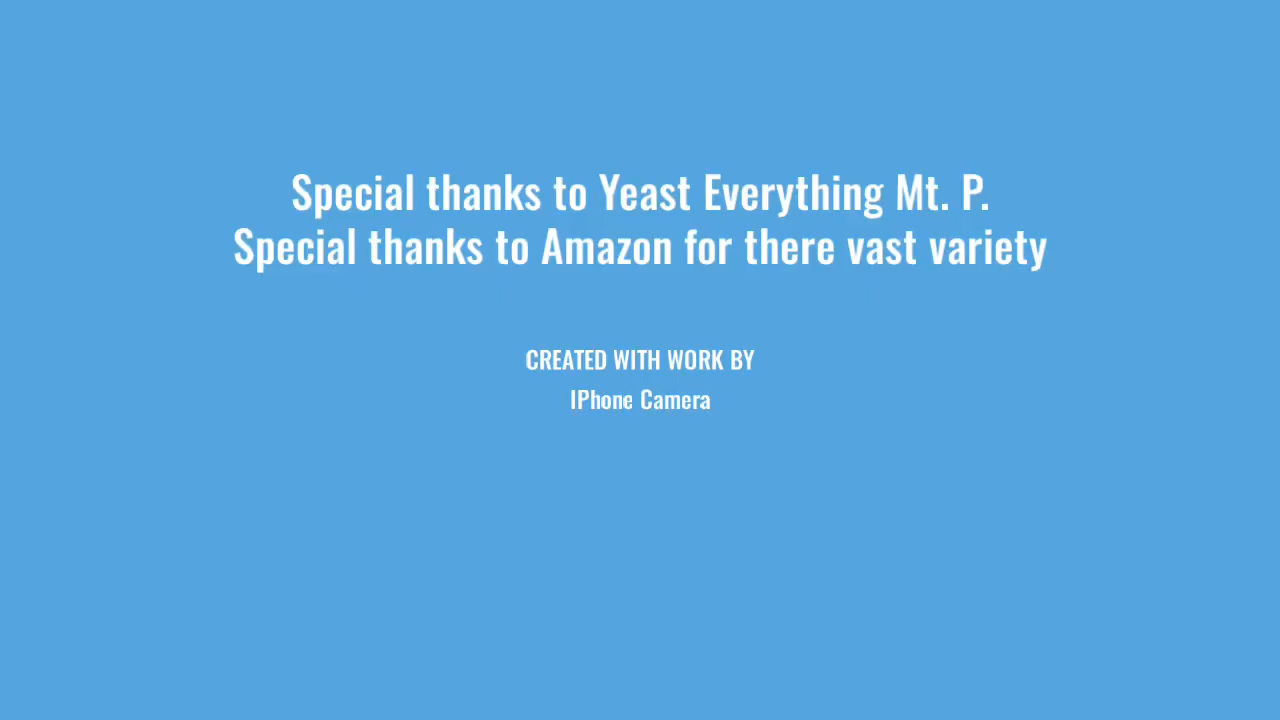 Special thanks to Yeast Everything Mt. P.
Special thanks to Amazon for there vast variety
CREATED WITH WORK BY
IPhone Camera